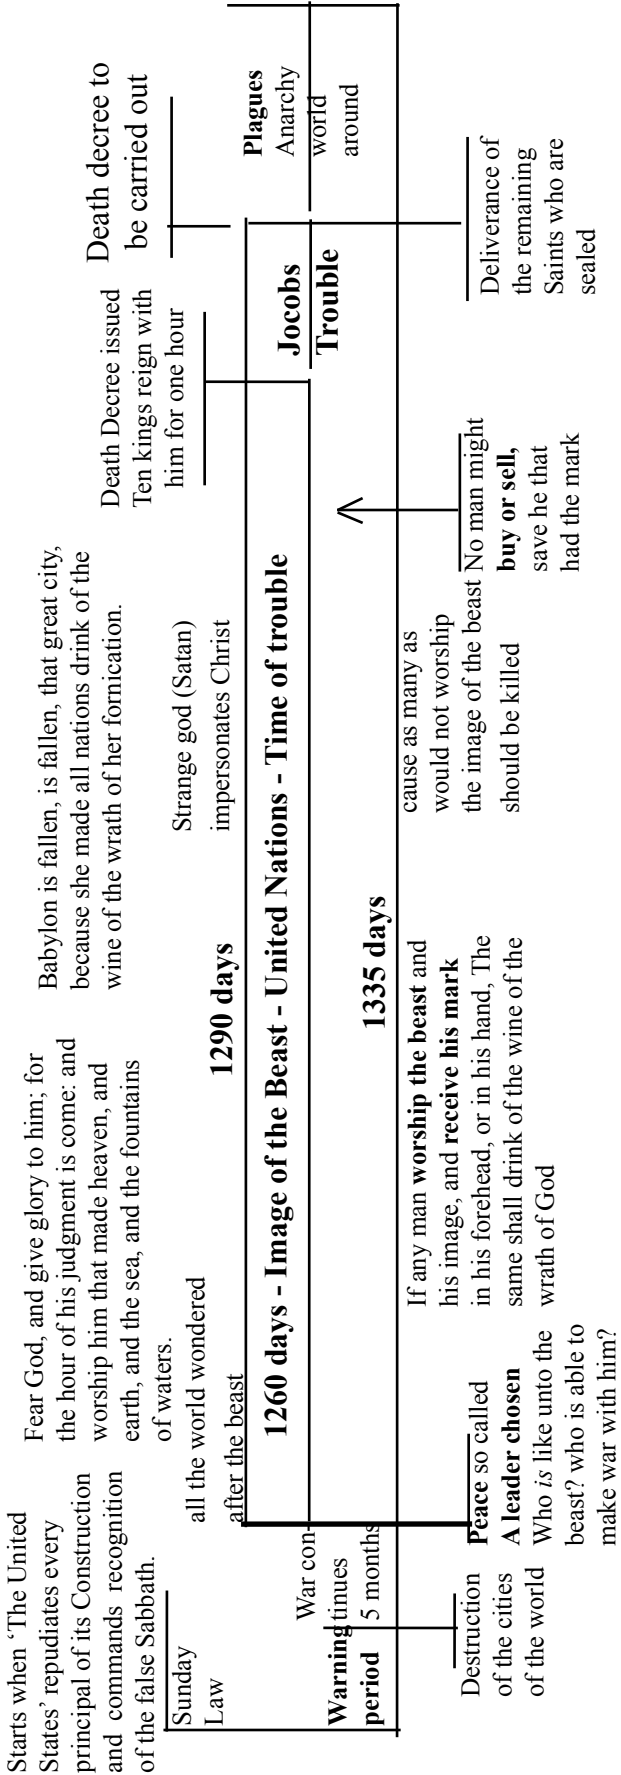 Starts when ‘The United
States’ repudiates every
principal of its Construction
and commands recognition
of the false Sabbath.
Sunday
Law
Fear God, and give glory to him; for
the hour of his judgment is come: and
worship him that made heaven, and
earth, and the sea, and the fountains
of waters.
all the world wondered
after the beast
Babylon is fallen, is fallen, that great city,
because she made all nations drink of the
wine of the wrath of her fornication.
Strange god (Satan)
impersonates Christ
Death Decree issued
Ten kings reign with
him for one hour
Death decree to
be carried out
1290 days
1260 days - Image of the Beast - United Nations - Time of trouble
Jocobs
Trouble
Plagues
Anarchy
world
around
War con-
tinues
5 months
Warning
period
1335 days
Destruction
of the cities
of the world
Peace so called
A leader chosen
Who is like unto the
beast? who is able to
make war with him?
If any man worship the beast and
his image, and receive his mark
in his forehead, or in his hand, The
same shall drink of the wine of the
wrath of God
cause as many as
would not worship
the image of the beast
should be killed
No man might
buy or sell,
save he that
had the mark
Deliverance of
the remaining
Saints who are
sealed